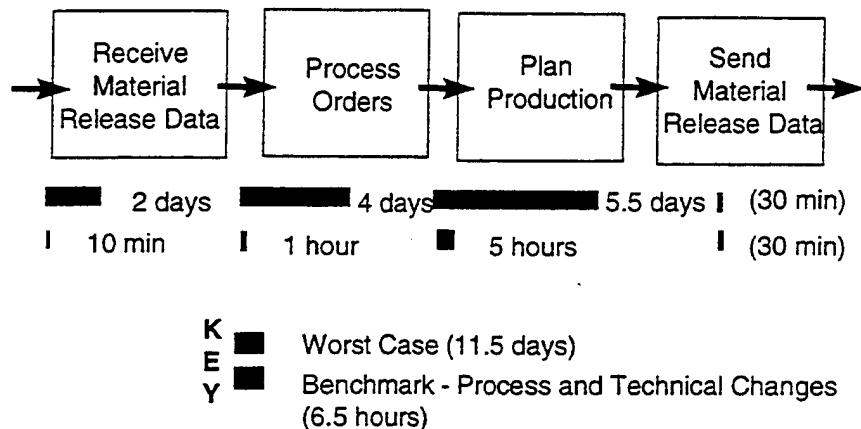 Receive
Material
Release Data
Process
Orders
Plan
Production
Send
Material
Release Data
2 days
4 days
5.5 days
(30 min)
10 min
1 hour
5 hours
(30 min)
K
E
Y
Worst Case (11.5 days)
Benchmark - Process and Technical Changes
(6.5 hours)